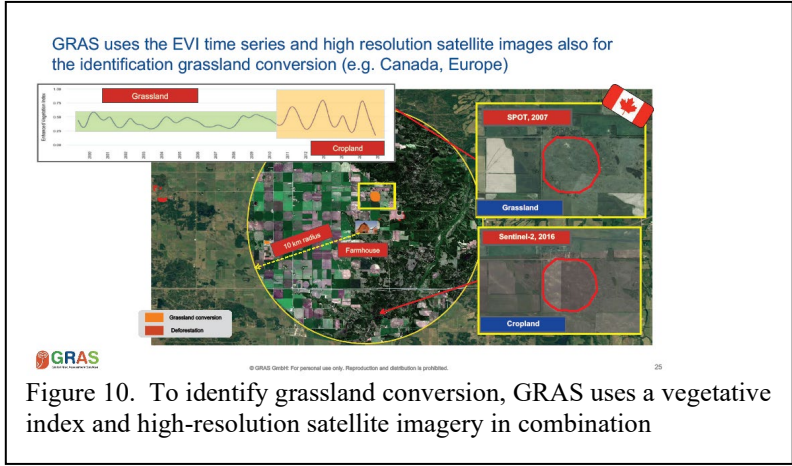 GRAS uses the EVI time series and high resolution satellite images also for
the identification grassland conversion (e.g. Canada, Europe)
Grassland
Cropland
Enhanced Vegetation Index
SPOT, 2007
Grassland
10 km radius
Farmhouse
Sentinel-2, 2016
Cropland
Grassland conversion
Deforestation
GRAS
© GRAS GmbH: For personal use only. Reproduction and distribution is prohibited.
25
Figure 10. To identify grassland conversion, GRAS uses a vegetative
index and high-resolution satellite imagery in combination